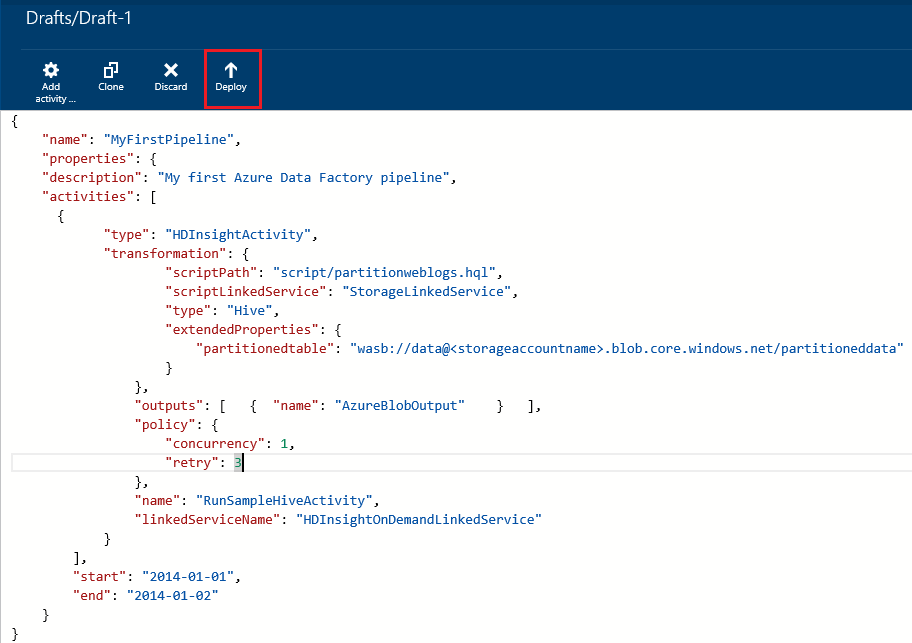 Drafts/Draft-1
Add activity ...
Clone
Discard
Deploy
{
"name": "MyFirstPipeline",
"properties": {
"description": "My first Azure Data Factory pipeline",
"activities": [
{
"type": "HDInsightActivity",
"transformation": {
"scriptPath": "script/partitionweblogs.hql",
"scriptLinkedService": "StorageLinkedService",
"type": "Hive",
"extendedProperties": {
"partitionedtable": "wasb://data@<storageaccountname>.blob.core.windows.net/partitioneddata"
}
},
"outputs": [ { "name": "AzureBlobOutput" } ],
"policy": {
"concurrency": 1,
"retry": 3
},
"name": "RunSampleHiveActivity",
"linkedServiceName": "HDInsightOnDemandLinkedService"
}
],
"start": "2014-01-01",
"end": "2014-01-02"
}
}